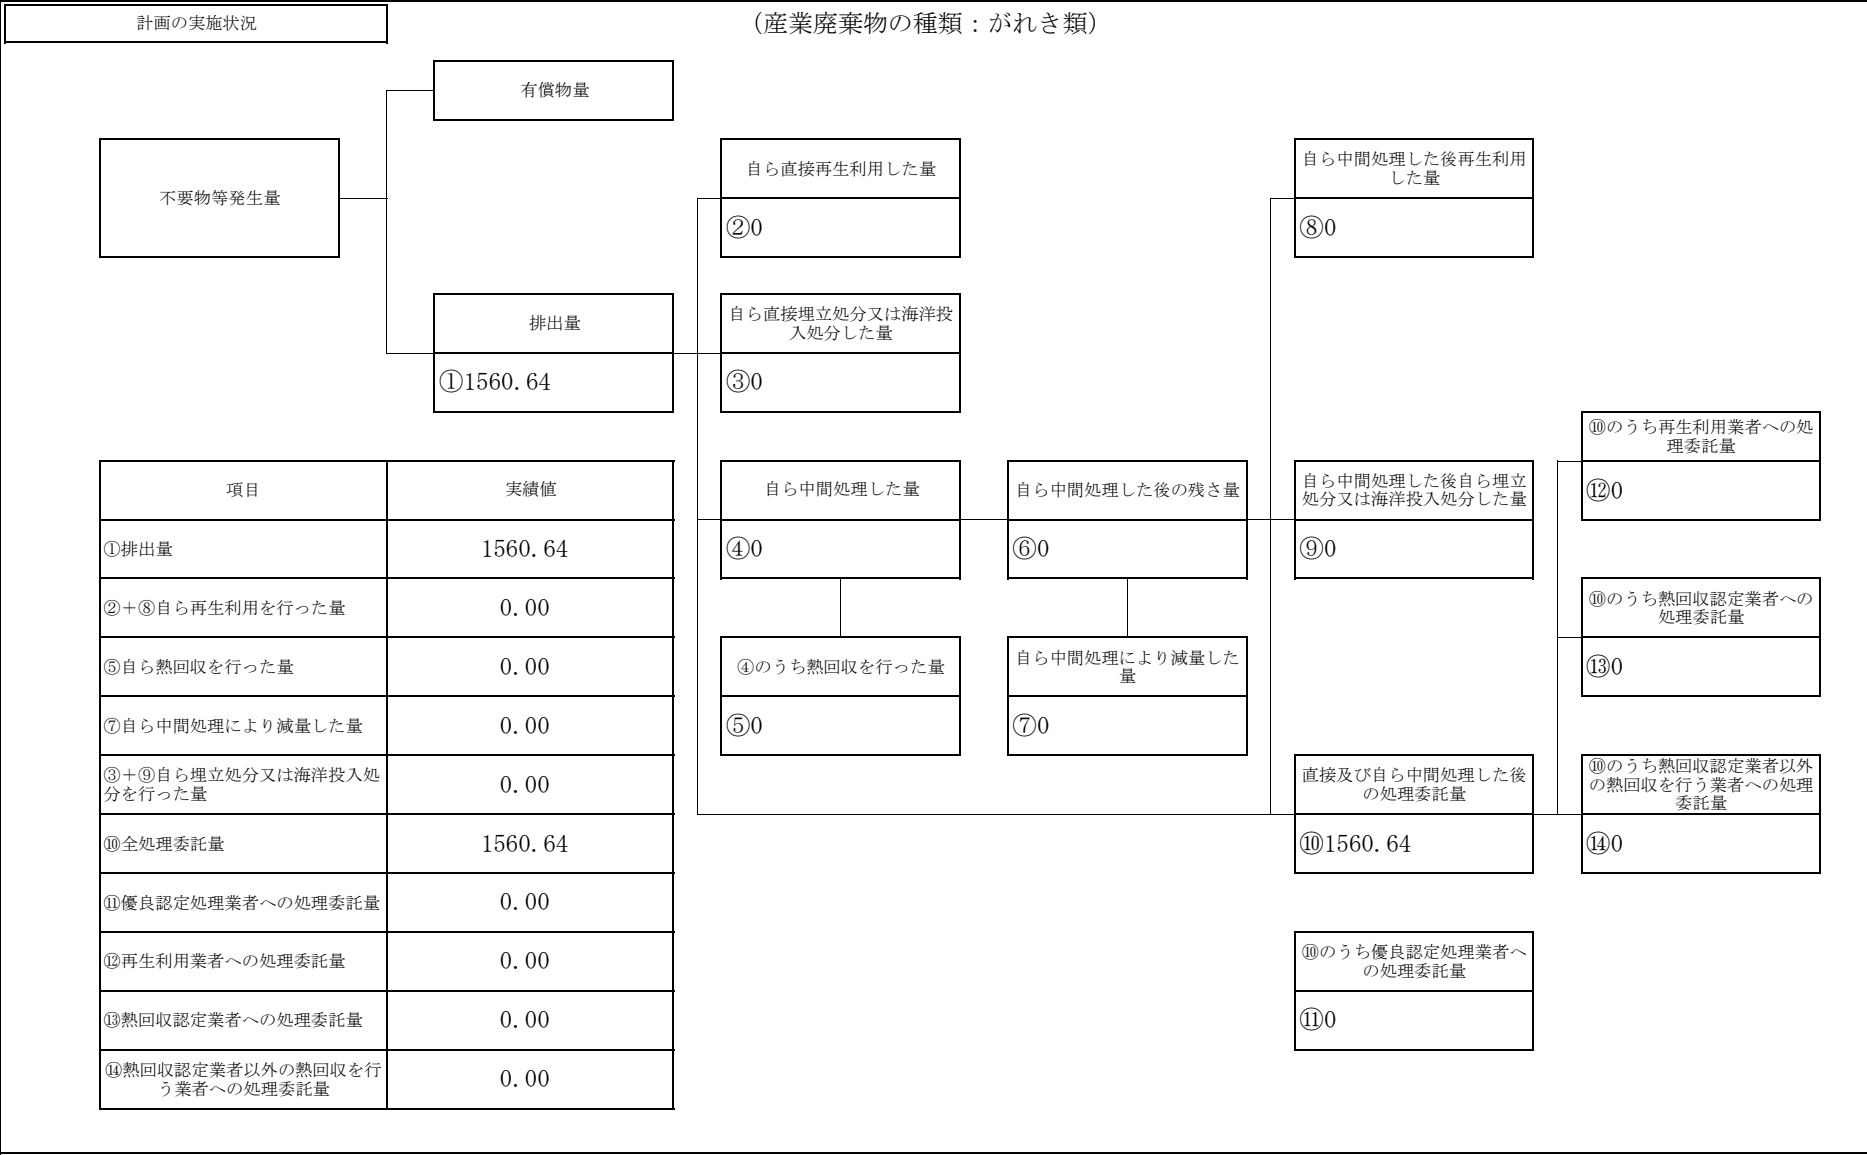 計画の実施状況
（産業廃棄物の種類：がれき類）
有償物量
不要物等発生量
自ら直接再生利用した量
②0
自ら中間処理した後再生利用
した量
⑧0
排出量
①1560.64
自ら直接埋立処分又は海洋投
入処分した量
③0
⑩のうち再生利用業者への処
理委託量
⑫0
自ら中間処理した量
④0
自ら中間処理した後の残さ量
⑥0
自ら中間処理した後自ら埋立
処分又は海洋投入処分した量
⑨0
⑩のうち熱回収認定業者への
処理委託量
⑬0
④のうち熱回収を行った量
⑤0
自ら中間処理により減量した
量
⑦0
直接及び自ら中間処理した後
の処理委託量
⑩1560.64
⑩のうち熱回収認定業者以外
の熱回収を行う業者への処理
委託量
⑭0
⑩のうち優良認定処理業者へ
の処理委託量
⑪0
項目 実績値
①排出量 1560.64
②＋⑧自ら再生利用を行った量 0.00
⑤自ら熱回収を行った量 0.00
⑦自ら中間処理により減量した量 0.00
③＋⑨自ら埋立処分又は海洋投入処
分を行った量 0.00
⑩全処理委託量 1560.64
⑪優良認定処理業者への処理委託量 0.00
⑫再生利用業者への処理委託量 0.00
⑬熱回収認定業者への処理委託量 0.00
⑭熱回収認定業者以外の熱回収を行
う業者への処理委託量 0.00